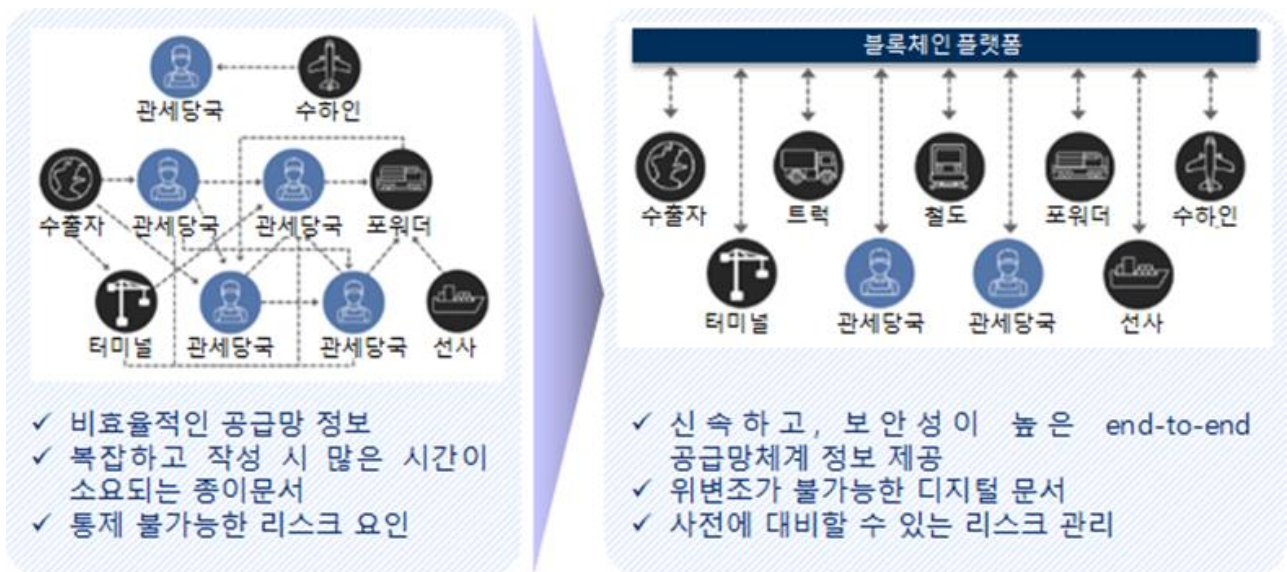 관세당국 수하인
수출자 관세당국 관세당국 포워더
터미널 관세당국 관세당국 선사
✓ 비효율적인 공급망 정보
✓ 복잡하고 작성 시 많은 시간이
소요되는 종이문서
✓ 통제 불가능한 리스크 요인
블록체인 플랫폼
수출자 트럭 철도 포워더 수하인
터미널 관세당국 관세당국 선사
✓ 신속하고, 보안성이 높은 end-to-end
공급망체계 정보 제공
✓ 위변조가 불가능한 디지털 문서
✓ 사전에 대비할 수 있는 리스크 관리